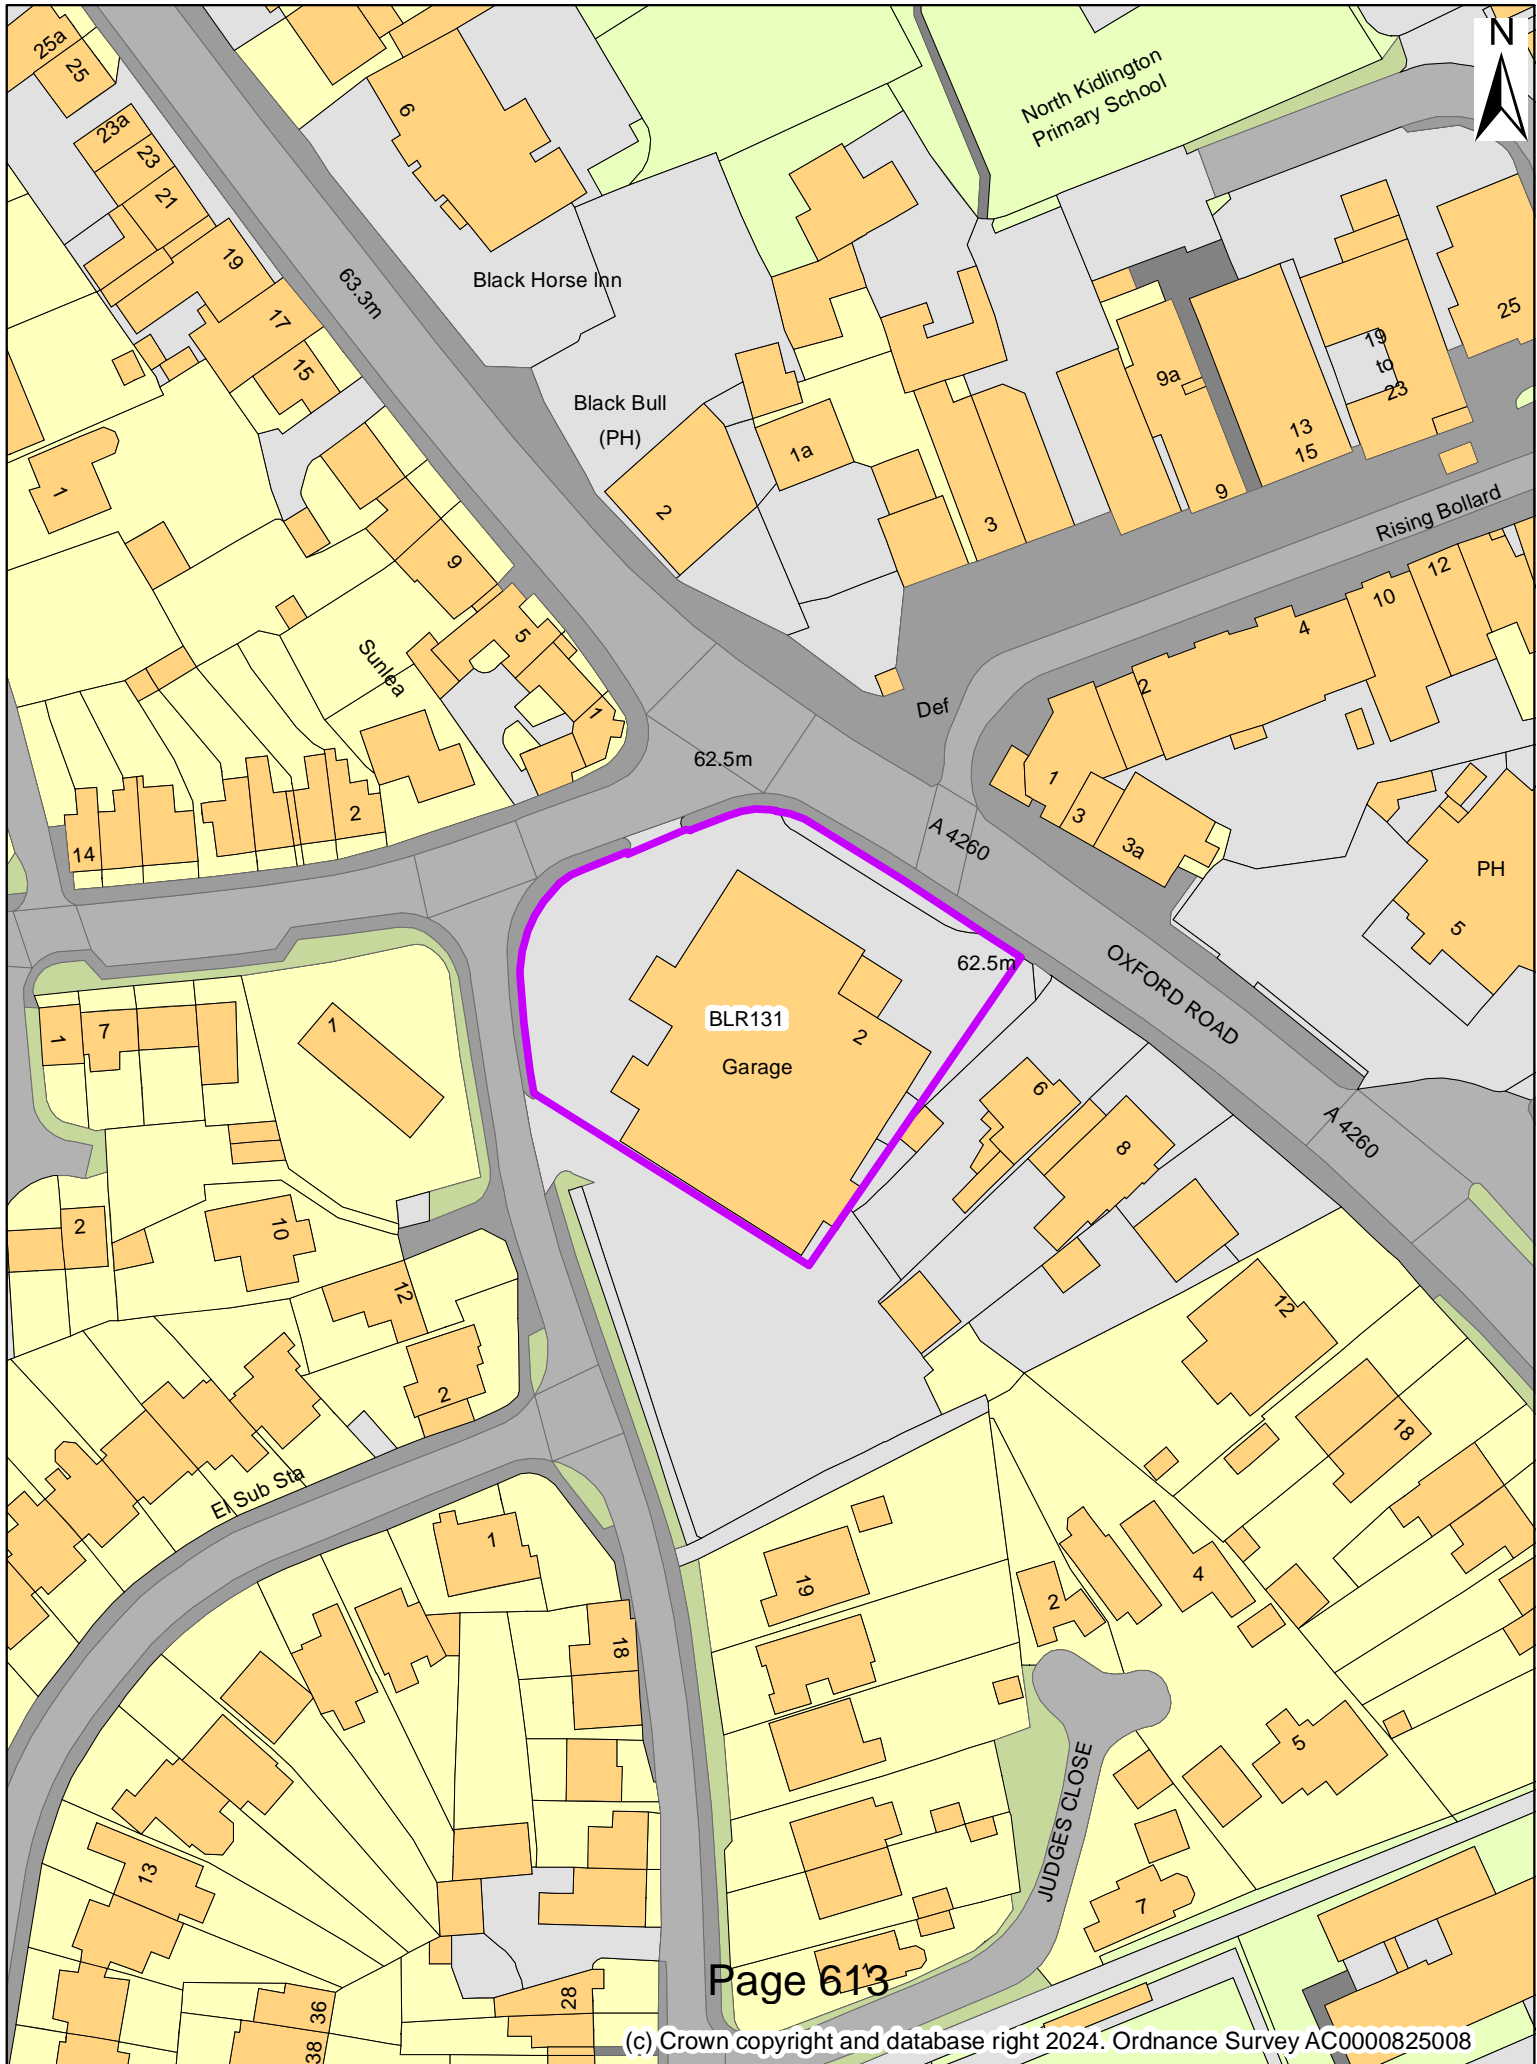 25a
25
6
North Kidlington
Primary School
N
23a
23
21
19
63.3m
Black Horse Inn
17
15
25
19
to
23
Black Bull
(PH)
1a
9a
13
15
1
2
3
9
Rising Bollard
9
12
10
4
5
Sunlea
2
1
Def
62.5m
1
3
3a
A 4260
2
14
PH
5
62.5m
OXFORD ROAD
BLR131
2
Garage
1
7
1
6
8
A 4260
2
10
12
12
2
18
El Sub Sta
1
19
4
2
18
5
JUDGES CLOSE
13
7
1
Page 613
28
36
38
(c) Crown copyright and database right 2024. Ordnance Survey AC0000825008